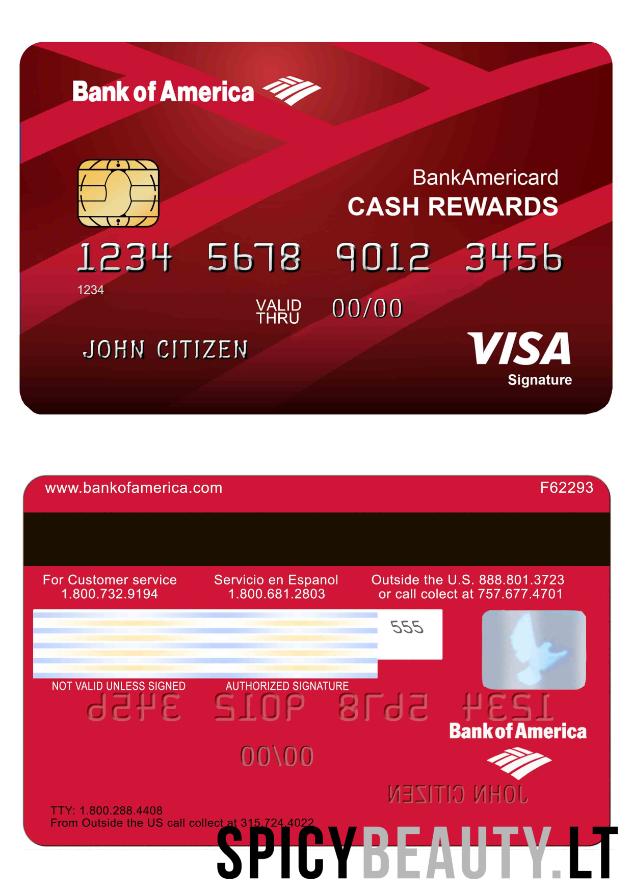 Bank of America
BankAmericard
CASH REWARDS
1234 5678 9012 3456
1234
VALID THRU 00/00
JOHN CITIZEN
VISA
Signature
www.bankofamerica.com F62293
For Customer service Servicio en Espanol Outside the U.S. 888.801.3723
1.800.732.9194 1.800.681.2803 or call colect at 757.677.4701
555
NOT VALID UNLESS SIGNED AUTHORIZED SIGNATURE
1234 5678 9012 3456
Bank of America
00/00
JOHN CITIZEN
TTY: 1.800.288.4408
From Outside the US call collect at 315.724.4022
SPICYBEAUTY.LT